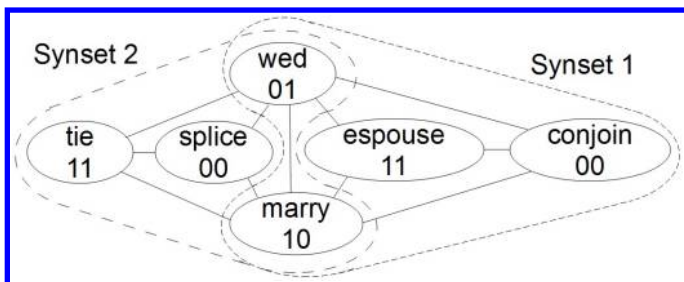 Synset 2
wed
01
Synset 1
tie
11
splice
00
espouse
11
conjoin
00
marry
10